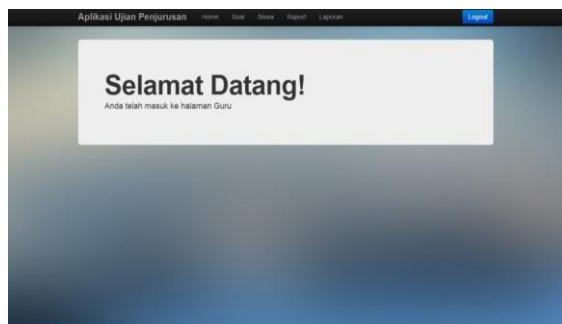 Aplikasi Ujian Penjurusan Home Soal Siswa Raport Laporan Logout
Selamat Datang!
Anda telah masuk ke halaman Guru